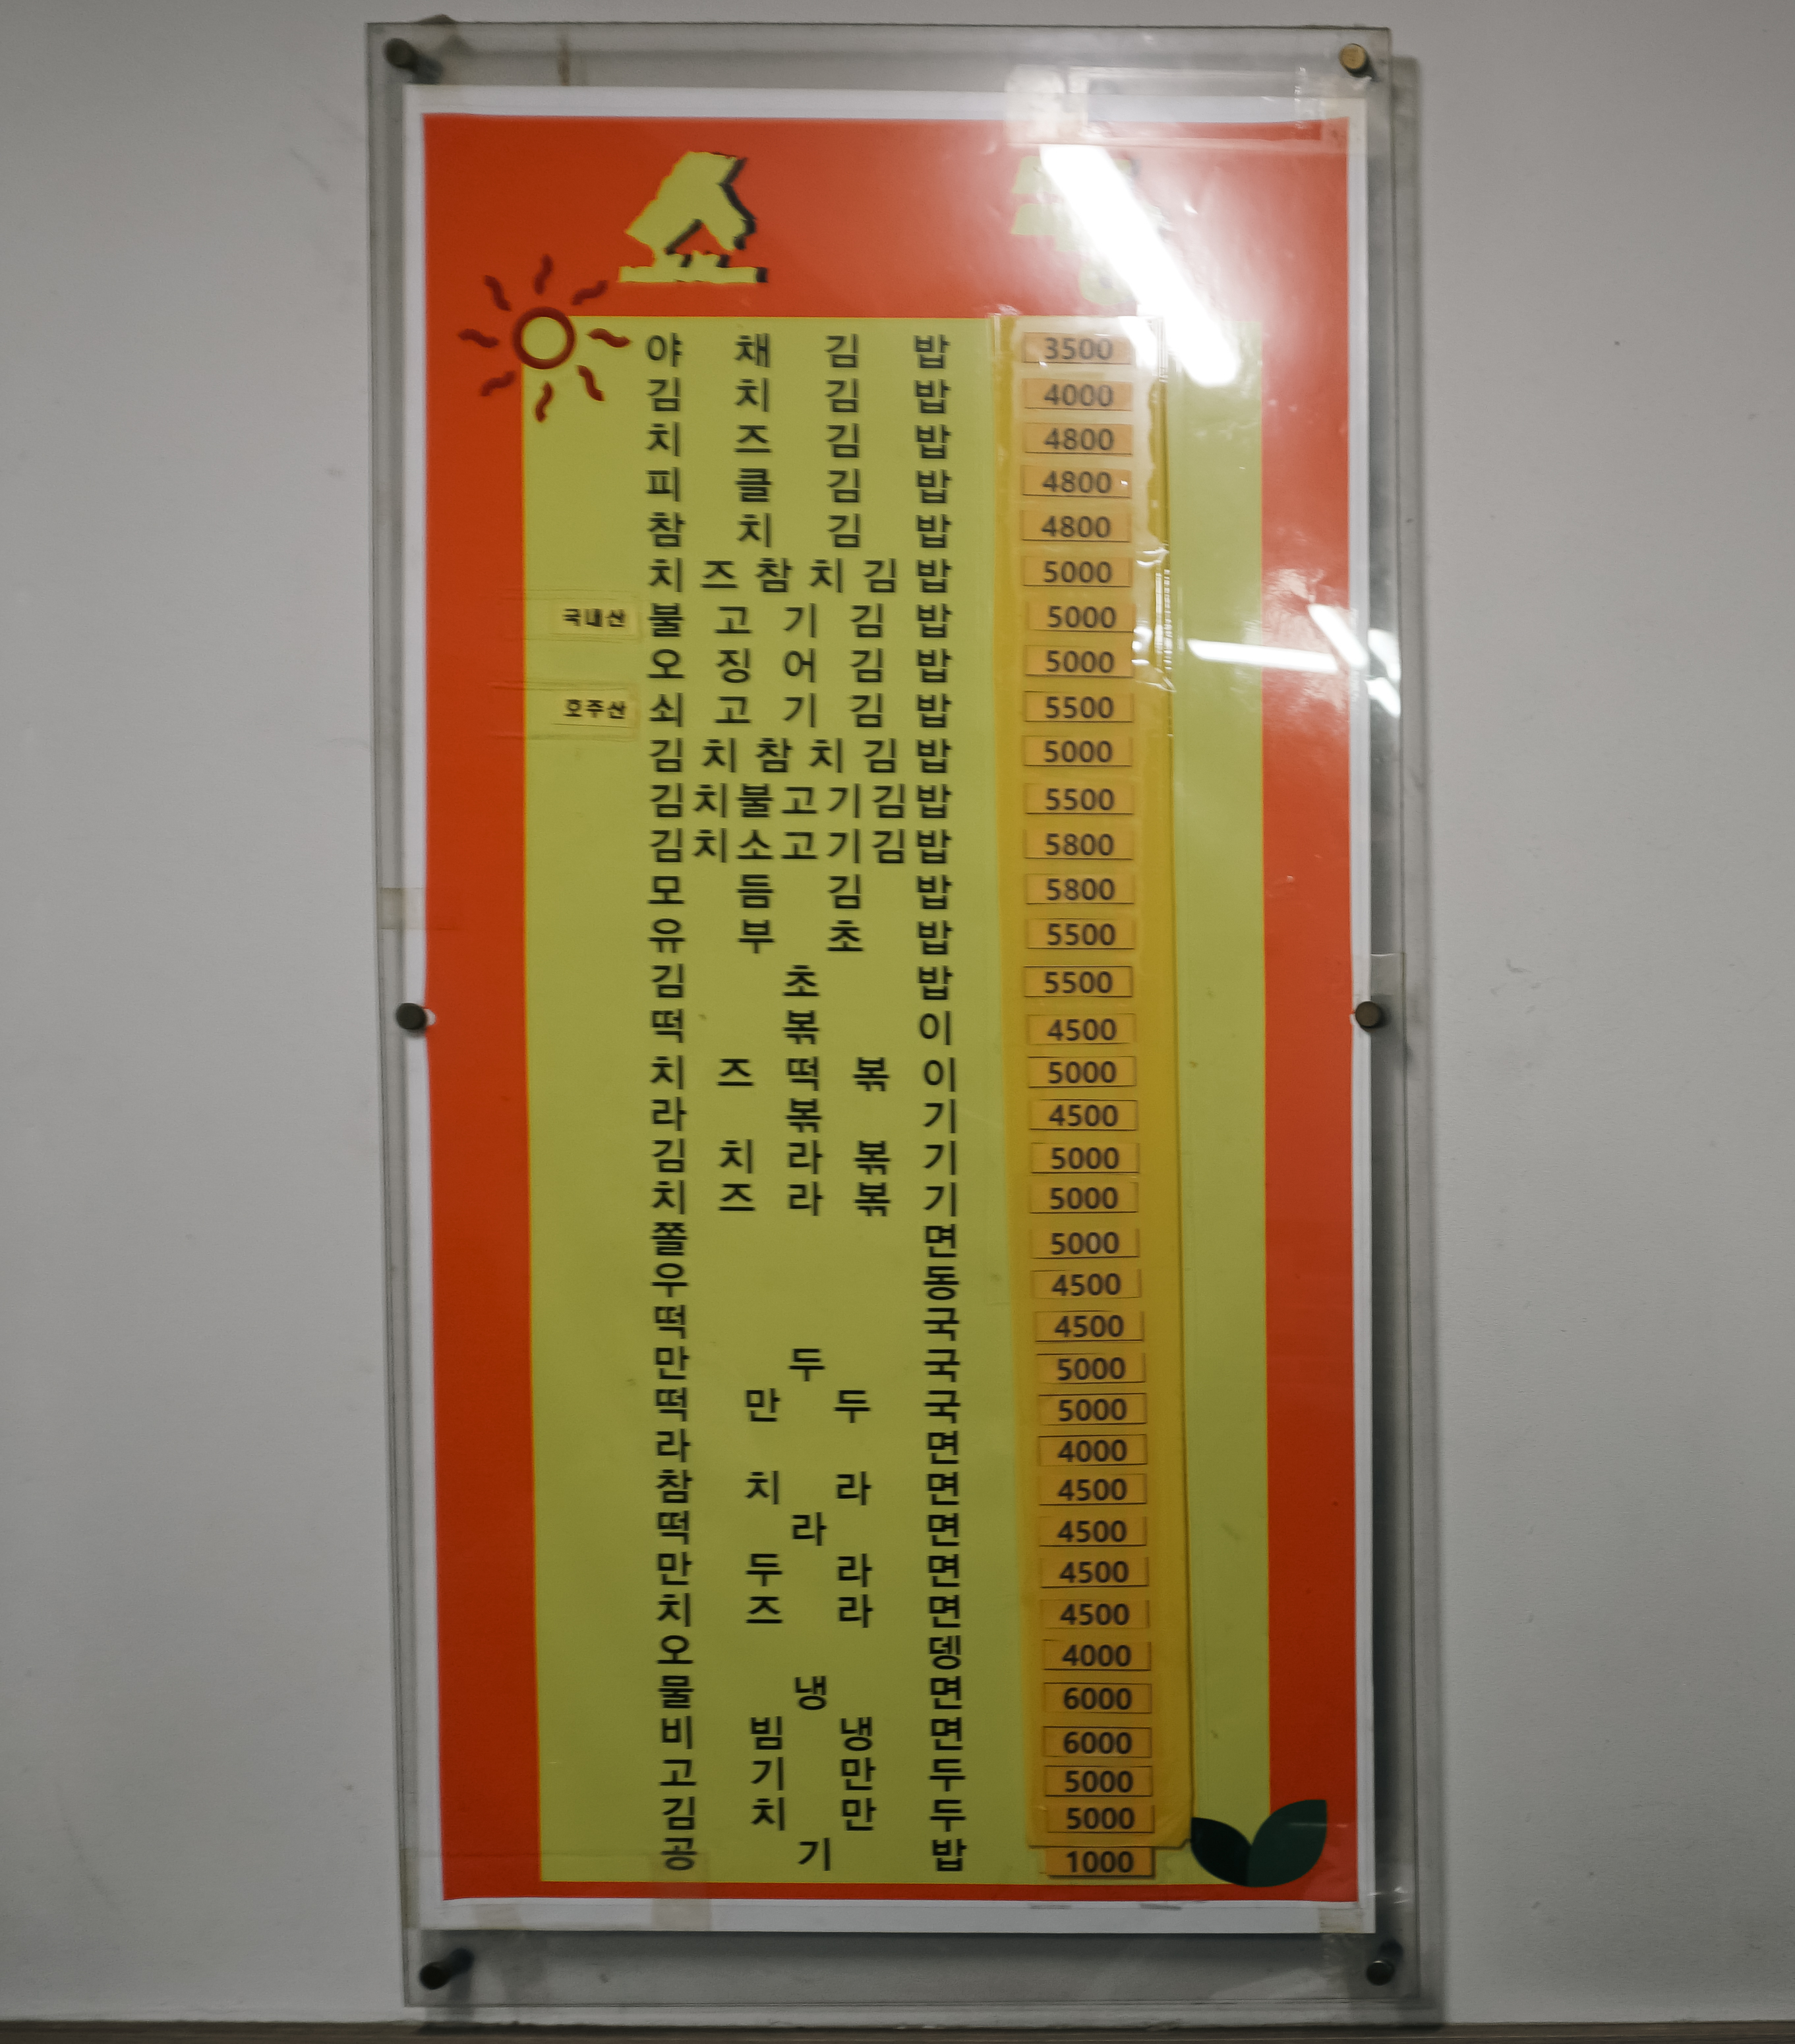 소
야 채 김 밥 3500
김 치 김 밥 4000
치 즈 김 밥 4800
피 클 김 밥 4800
참 치 김 밥 4800
치 즈 참 치 김 밥 5000
국내산 불 고 기 김 밥 5000
오 징 어 김 밥 5000
호주산 쇠 고 기 김 밥 5500
김 치 참 치 김 밥 5000
김 치 불 고 기 김 밥 5500
김 치 소 고 기 김 밥 5800
모 듬 김 밥 5800
유 부 초 밥 5500
김 초 밥 5500
떡 볶 이 4500
치 즈 떡 볶 이 5000
라 볶 기 4500
김 치 라 볶 기 5000
치 즈 라 볶 기 5000
쫄 면 5000
우 동 4500
떡 국 4500
만 두 국 5000
떡 만 두 국 5000
라 면 4000
참 치 라 면 4500
떡 라 면 4500
만 두 라 면 4500
치 즈 라 면 4500
오 뎅 4000
물 냉 면 6000
비 빔 냉 면 6000
고 기 만 두 5000
김 치 만 두 5000
공 기 밥 1000